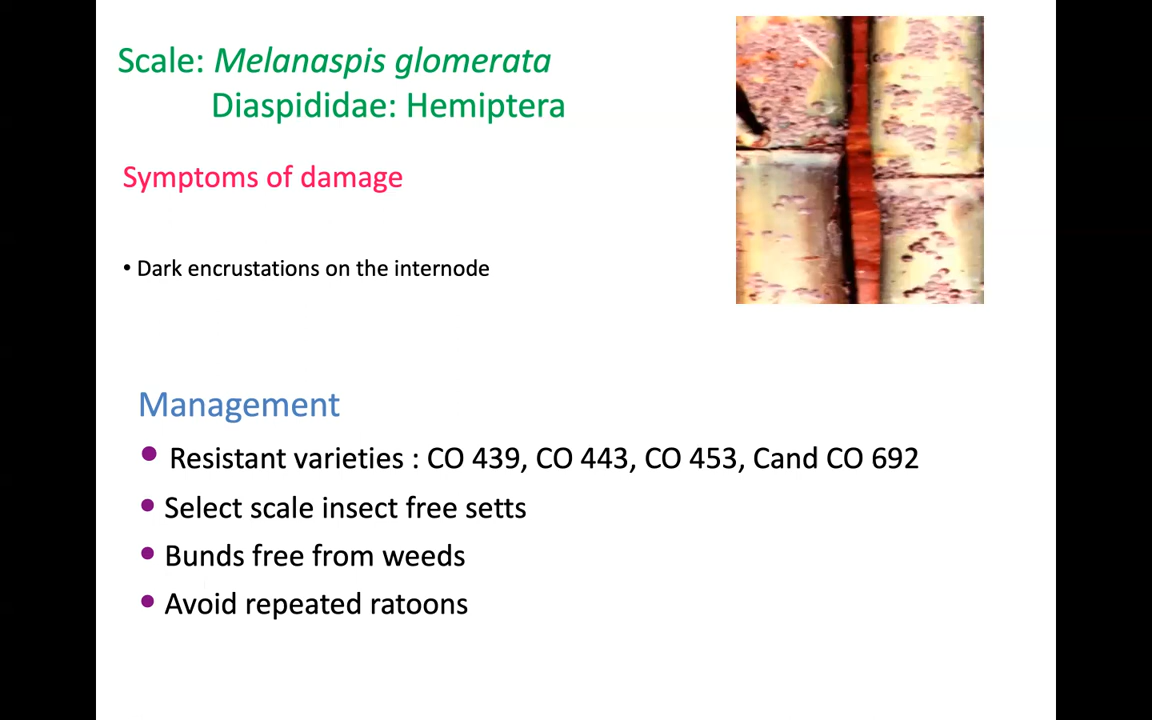 Scale: Melanaspis glomerata
Diaspididae: Hemiptera
Symptoms of damage
• Dark encrustations on the internode
Management
• Resistant varieties : CO 439, CO 443, CO 453, Cand CO 692
• Select scale insect free setts
• Bunds free from weeds
• Avoid repeated ratoons